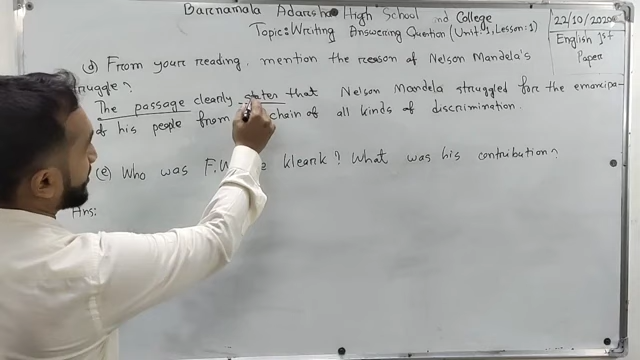 Barnamala Adarsha High School and College
Topic: Writing Answering Question (Unit: 1, Lesson: 1)
22/10/2020
English 1st
Paper
(d) From your reading, mention the reason of Nelson Mandela's
struggle?
The passage clearly states that Nelson Mandela struggled for the emancipa-
of his people from chain of all kinds of discrimination.
(e) Who was F.W Klerk? What was his contribution?
Ans: